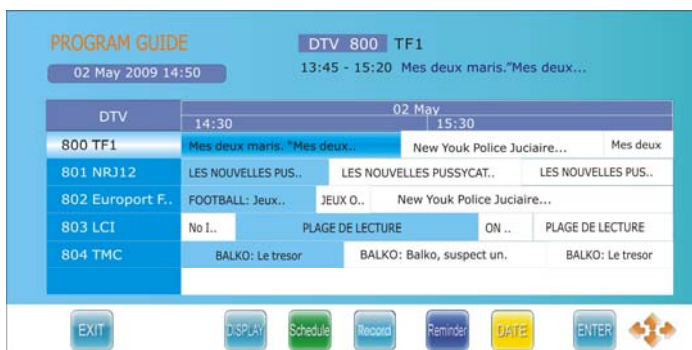 PROGRAM GUIDE
DTV 800 TF1
02 May 2009 14:50
13:45 - 15:20 Mes deux maris."Mes deux...
DTV
02 May
14:30 15:30
800 TF1 Mes deux maris. "Mes deux.. New Youk Police Juciaire... Mes deux
801 NRJ12 LES NOUVELLES PUS.. LES NOUVELLES PUSSYCAT.. LES NOUVELLES PUS..
802 Europort F.. FOOTBALL: Jeux.. JEUX O.. New Youk Police Juciaire...
803 LCI No I.. PLAGE DE LECTURE ON .. PLAGE DE LECTURE
804 TMC BALKO: Le tresor BALKO: Balko, suspect un. BALKO: Le tresor
EXIT DISPLAY Schedule Record Reminder DATE ENTER